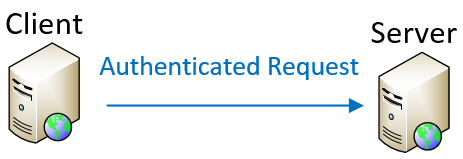 Client
Server
Authenticated Request